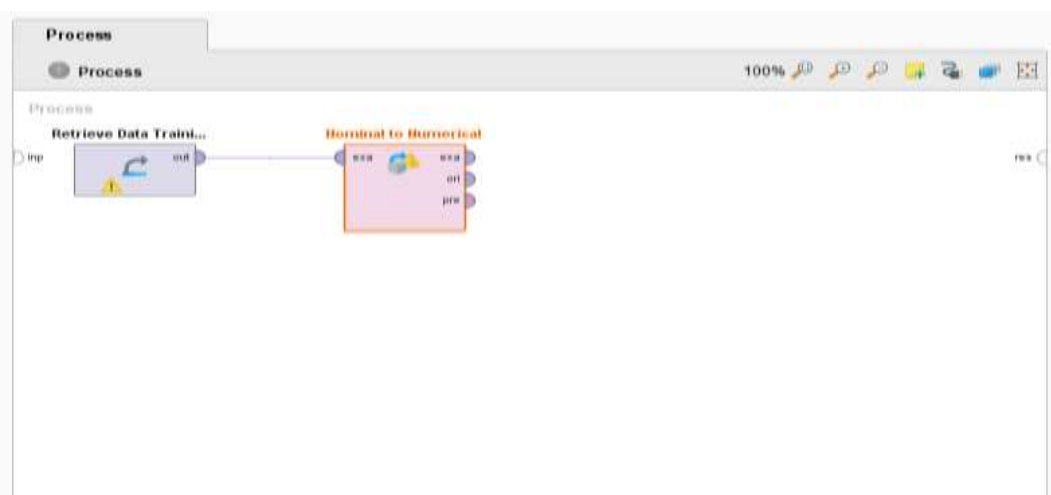 Process
Process
100%
Process
Retrieve Data Traini...
Nominal to Numerical
inp
out
exa
exa
ori
pre
res